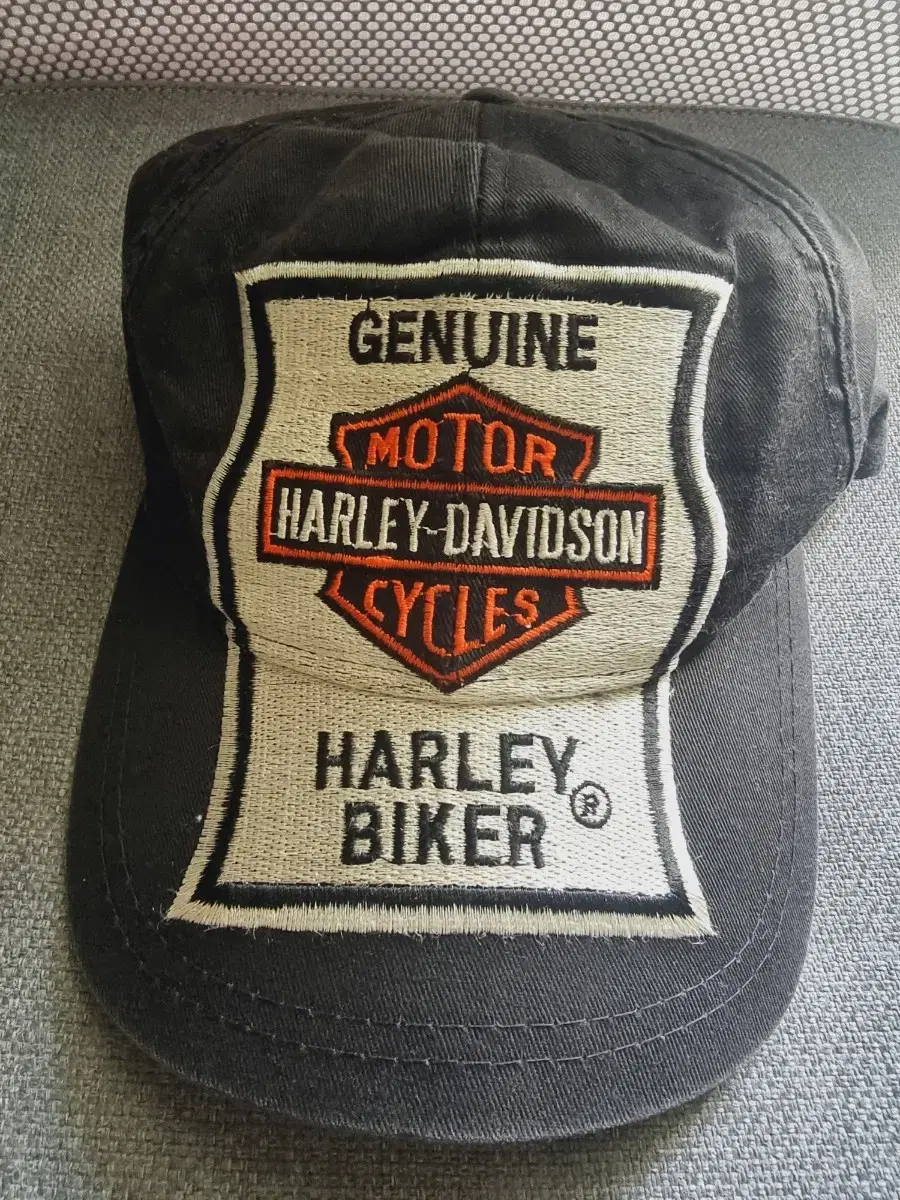 GENUINE
MOTOR
HARLEY-DAVIDSON
CYCLES
HARLEY
BIKER ®